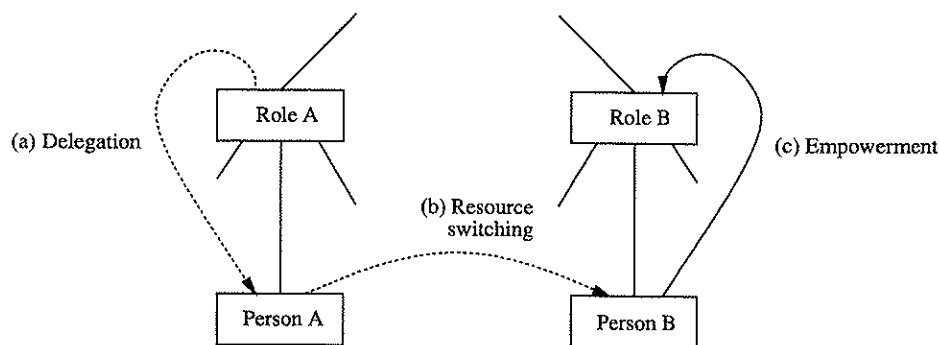 Role A
Role B
(a) Delegation
(c) Empowerment
(b) Resource
switching
Person A
Person B